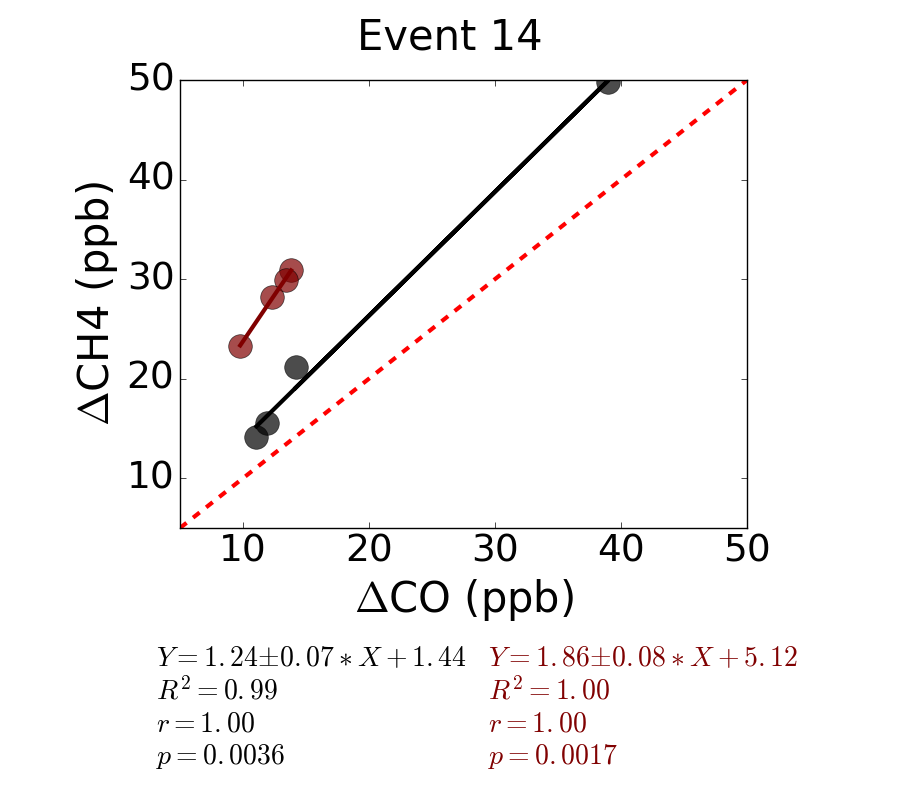 Event 14
50
40
30
20
10
ΔCH4 (ppb)
10 20 30 40 50
ΔCO (ppb)
Y=1.24±0.07∗X+1.44 Y=1.86±0.08∗X+5.12
R²=0.99 R²=1.00
r=1.00 r=1.00
p=0.0036 p=0.0017